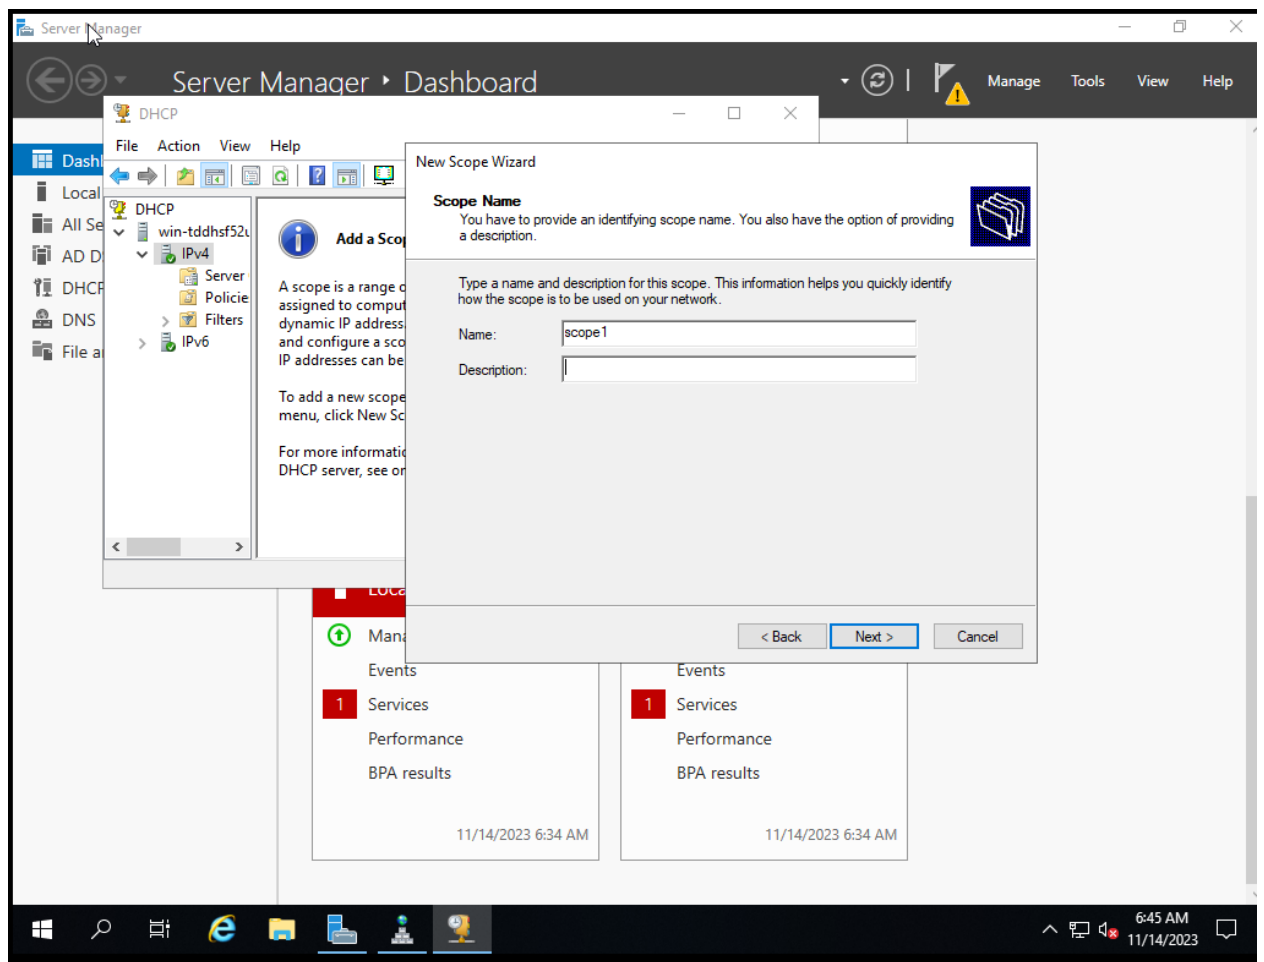 Server Manager
Server Manager • Dashboard
Manage Tools View Help
DHCP
File Action View Help
Local
All Se
DHCP
DNS
DHCP
win-tddhsf52u
IPv4
Server
Policie
Filters
IPv6
Add a Scop
A scope is a range o
assigned to comput
dynamic IP address.
and configure a sco
IP addresses can be
To add a new scope
menu, click New Sc
For more informatio
DHCP server, see on
New Scope Wizard
Scope Name
You have to provide an identifying scope name. You also have the option of providing
a description.
Type a name and description for this scope. This information helps you quickly identify
how the scope is to be used on your network.
Name: scope1
Description:
< Back Next > Cancel
Mana
Events
1 Services
Performance
BPA results
11/14/2023 6:34 AM
Events
1 Services
Performance
BPA results
11/14/2023 6:34 AM
6:45 AM
11/14/2023